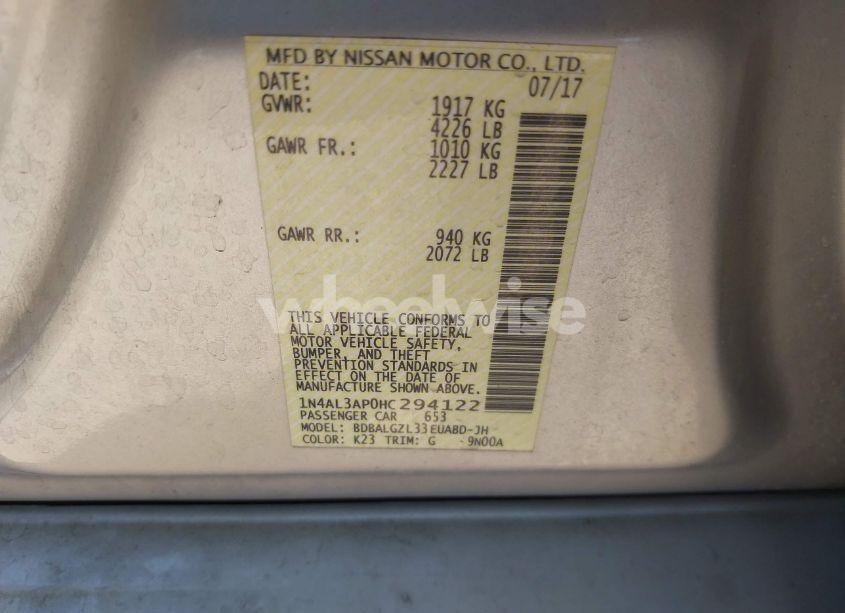 MFD BY NISSAN MOTOR CO., LTD.
DATE: 07/17
GVWR: 1917 KG
4226 LB
GAWR FR.: 1010 KG
2227 LB
GAWR RR.: 940 KG
2072 LB
wheelwise
THIS VEHICLE CONFORMS TO
ALL APPLICABLE FEDERAL
MOTOR VEHICLE SAFETY,
BUMPER, AND THEFT
PREVENTION STANDARDS IN
EFFECT ON THE DATE OF
MANUFACTURE SHOWN ABOVE.
1N4AL3AP0HC294122
PASSENGER CAR 653
MODEL: BDBALGZL33EUABD-JH
COLOR: K23 TRIM: G -9N00A